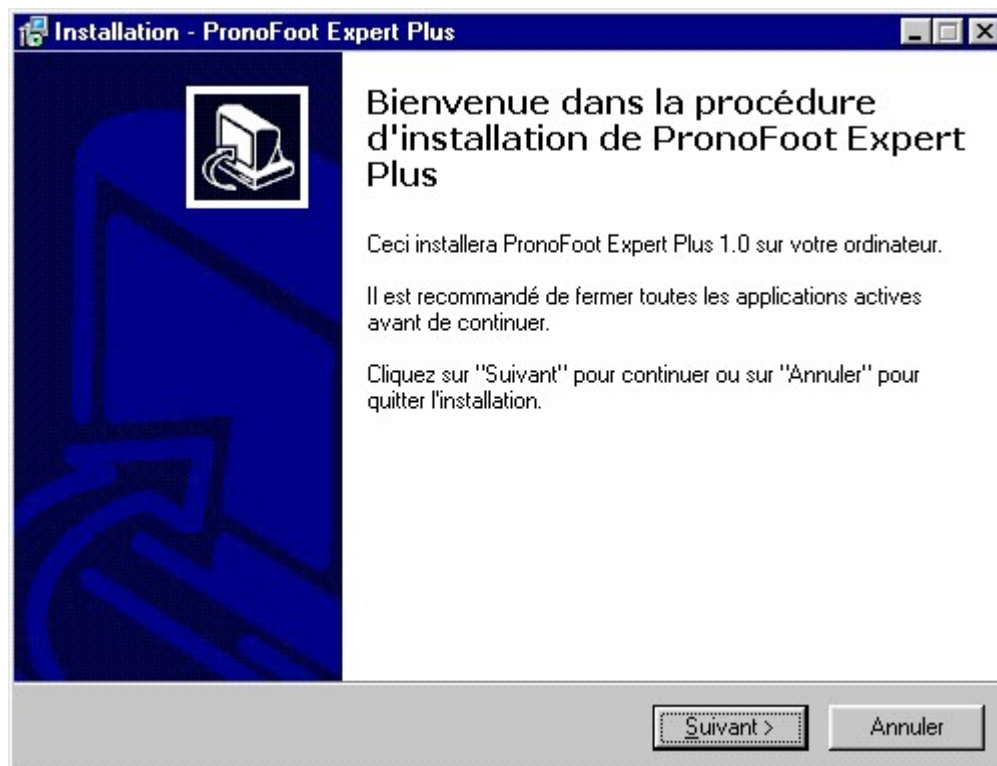 Installation - PronoFoot Expert Plus
Bienvenue dans la procédure
d'installation de PronoFoot Expert
Plus
Ceci installera PronoFoot Expert Plus 1.0 sur votre ordinateur.
Il est recommandé de fermer toutes les applications actives
avant de continuer.
Cliquez sur "Suivant" pour continuer ou sur "Annuler" pour
quitter l'installation.
Suivant > Annuler